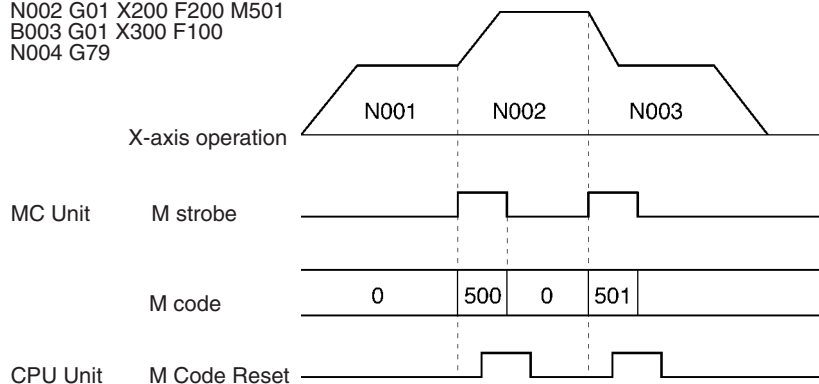 N002 G01 X200 F200 M501
B003 G01 X300 F100
N004 G79
N001 N002 N003
X-axis operation
MC Unit M strobe
M code 0 500 0 501
CPU Unit M Code Reset